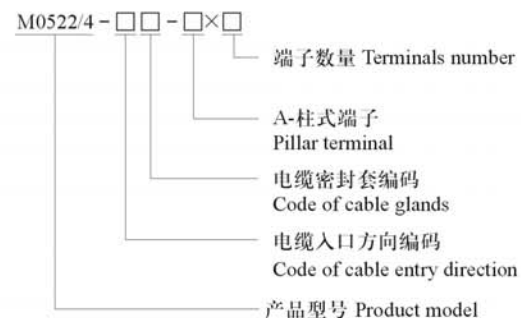 M0522/4-□□-□×□
端子数量 Terminals number
A-柱式端子
Pillar terminal
电缆密封套编码
Code of cable glands
电缆入口方向编码
Code of cable entry direction
产品型号 Product model